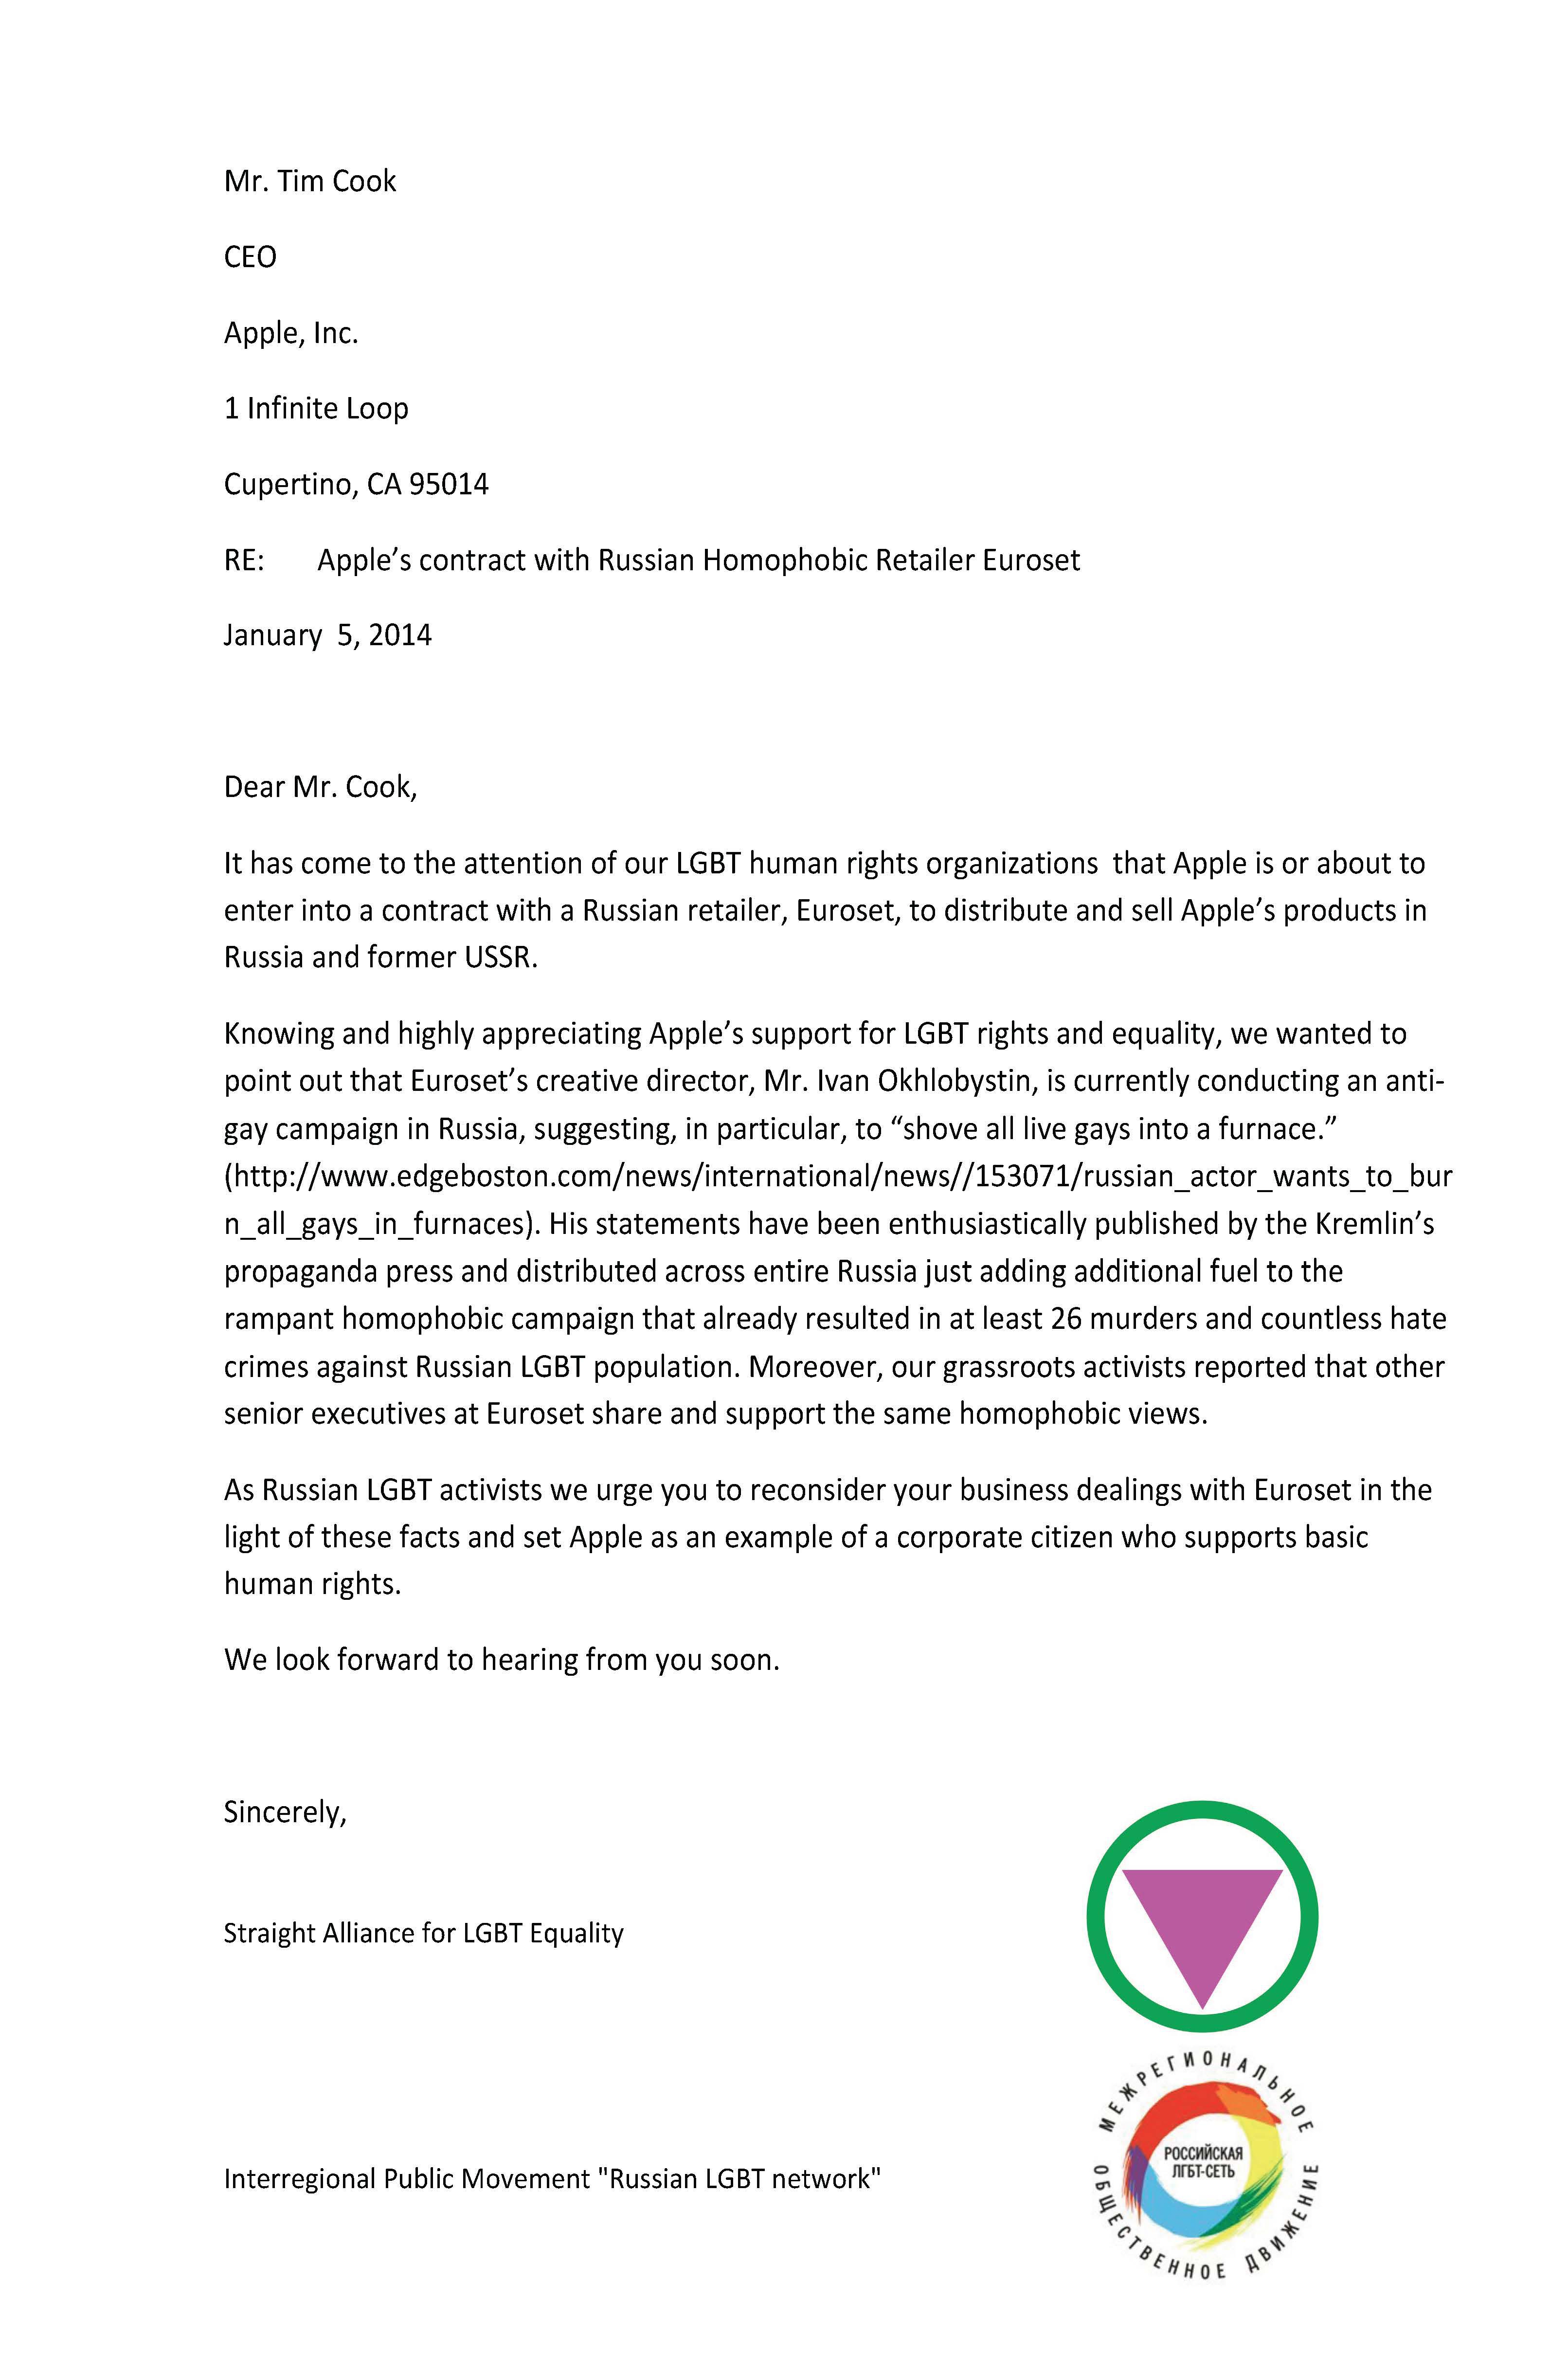 Mr. Tim Cook
CEO
Apple, Inc.
1 Infinite Loop
Cupertino, CA 95014
RE: Apple’s contract with Russian Homophobic Retailer Euroset
January  5, 2014
Dear Mr. Cook,
It has come to the attention of our LGBT human rights organizations  that Apple is or about to
enter into a contract with a Russian retailer, Euroset, to distribute and sell Apple’s products in
Russia and former USSR.
Knowing and highly appreciating Apple’s support for LGBT rights and equality, we wanted to
point out that Euroset’s creative director, Mr. Ivan Okhlobystin, is currently conducting an anti-
gay campaign in Russia, suggesting, in particular, to “shove all live gays into a furnace.”
(http://www.edgeboston.com/news/international/news//153071/russian_actor_wants_to_bur
n_all_gays_in_furnaces). His statements have been enthusiastically published by the Kremlin’s
propaganda press and distributed across entire Russia just adding additional fuel to the
rampant homophobic campaign that already resulted in at least 26 murders and countless hate
crimes against Russian LGBT population. Moreover, our grassroots activists reported that other
senior executives at Euroset share and support the same homophobic views.
As Russian LGBT activists we urge you to reconsider your business dealings with Euroset in the
light of these facts and set Apple as an example of a corporate citizen who supports basic
human rights.
We look forward to hearing from you soon.
Sincerely,
Straight Alliance for LGBT Equality
Interregional Public Movement "Russian LGBT network"
МЕЖРЕГИОНАЛЬНОЕ
РОССИЙСКАЯ
ЛГБТ-СЕТЬ
ОБЩЕСТВЕННОЕ ДВИЖЕНИЕ